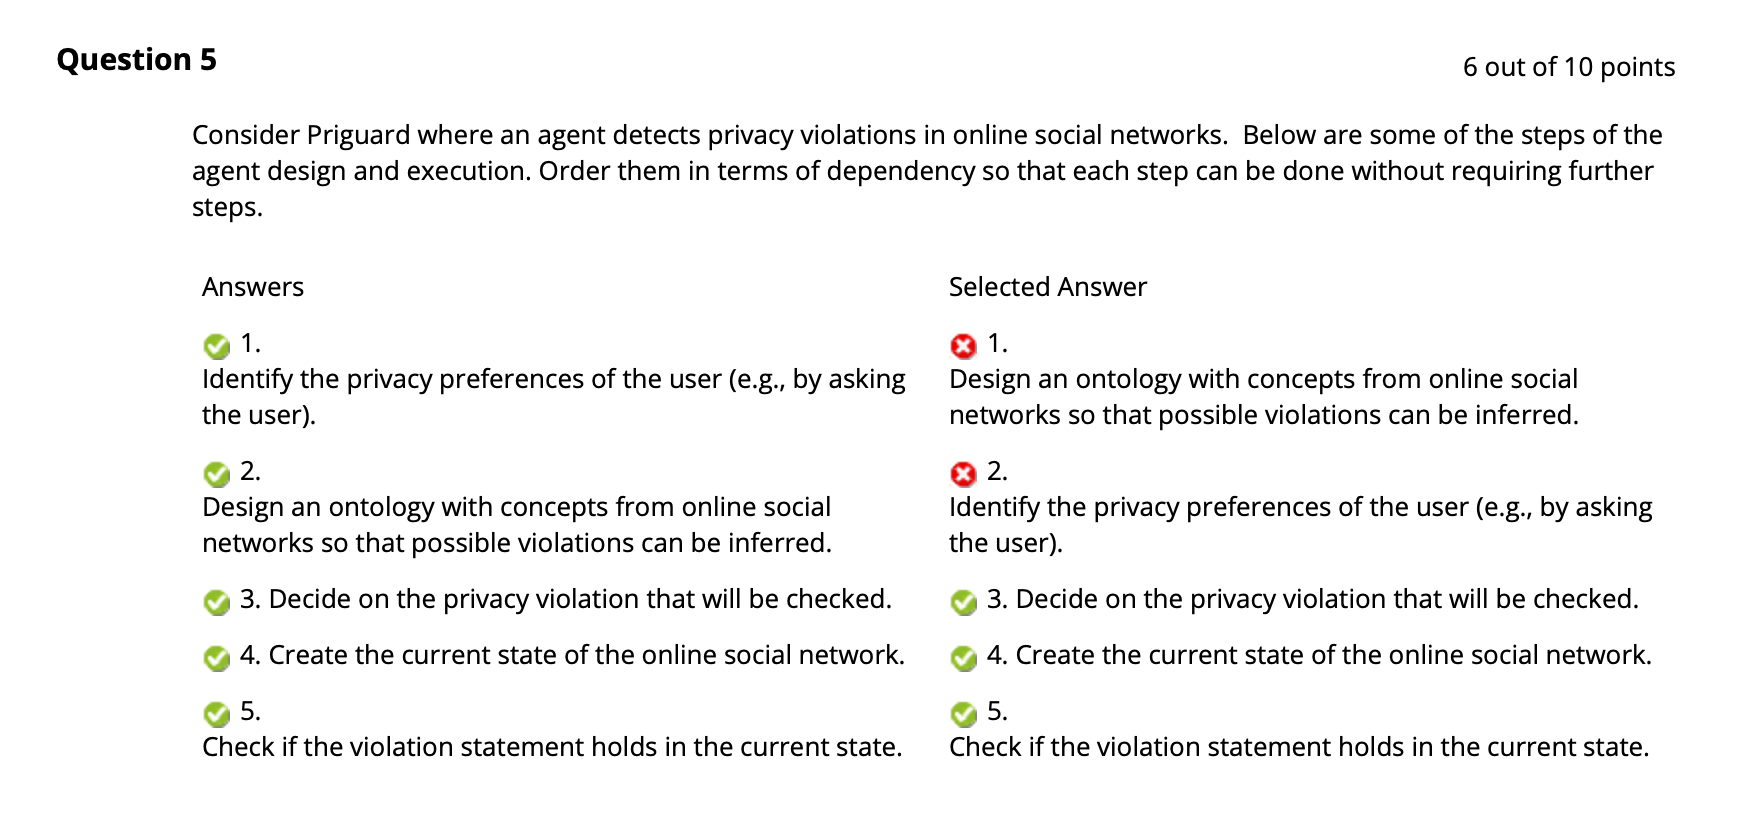 Question 5
6 out of 10 points
Consider Priguard where an agent detects privacy violations in online social networks.  Below are some of the steps of the
agent design and execution. Order them in terms of dependency so that each step can be done without requiring further
steps.
Answers
Selected Answer
1.
Identify the privacy preferences of the user (e.g., by asking
the user).
1.
Design an ontology with concepts from online social
networks so that possible violations can be inferred.
2.
Design an ontology with concepts from online social
networks so that possible violations can be inferred.
2.
Identify the privacy preferences of the user (e.g., by asking
the user).
3. Decide on the privacy violation that will be checked.
3. Decide on the privacy violation that will be checked.
4. Create the current state of the online social network.
4. Create the current state of the online social network.
5.
Check if the violation statement holds in the current state.
5.
Check if the violation statement holds in the current state.